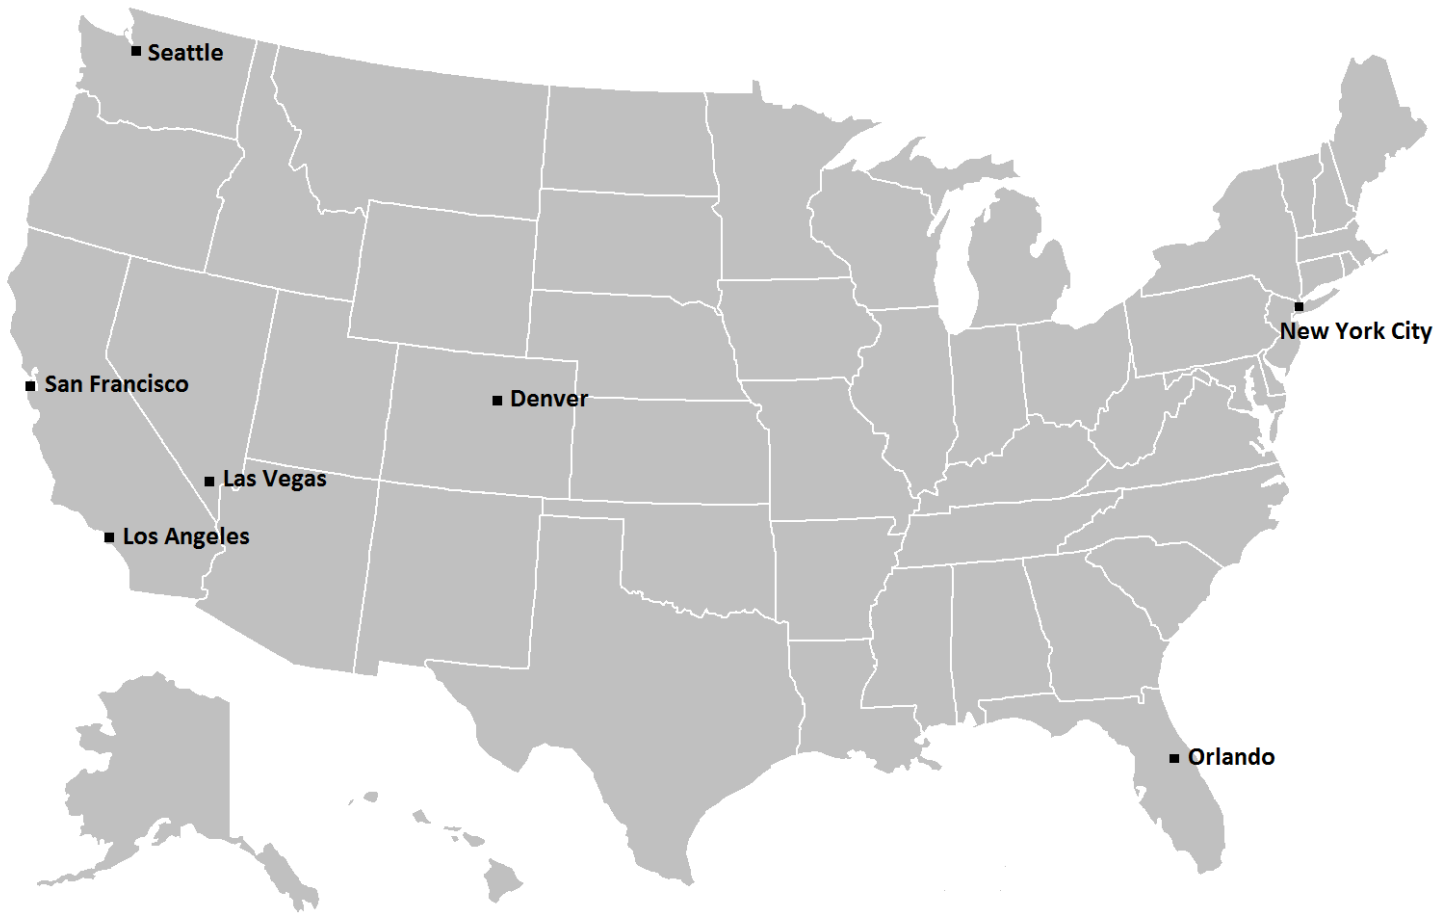 Seattle
New York City
San Francisco
Denver
Las Vegas
Los Angeles
Orlando